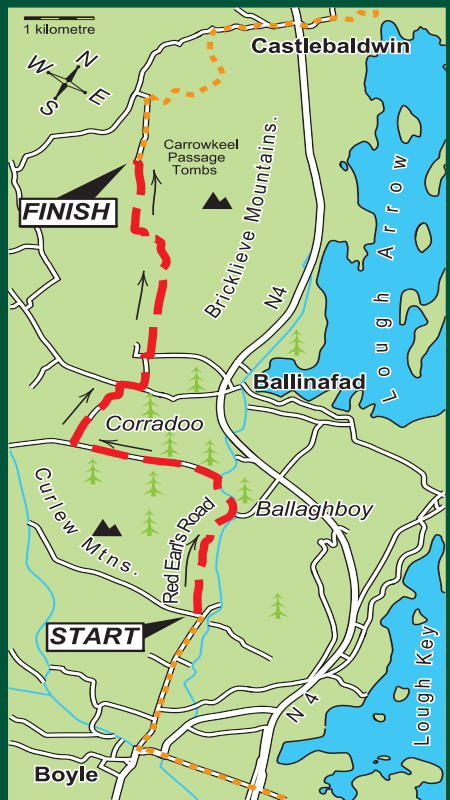 1 kilometre
Castlebaldwin
N
W
E
S
Carrowkeel
Passage
Tombs
FINISH
Bricklieve Mountains.
Lough Arrow
N4
Ballinafad
Corradoo
Curlew Mtns.
Red Earl's Road
Ballaghboy
START
Lough Key
N 4
Boyle